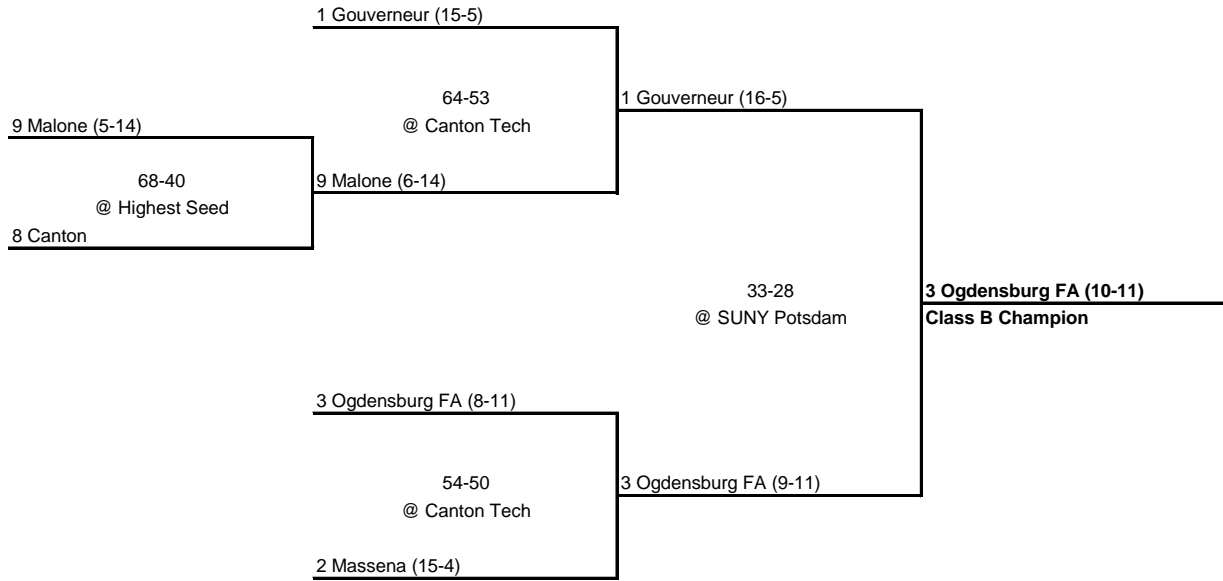 1 Gouverneur (15-5)
64-53
@ Canton Tech
1 Gouverneur (16-5)
9 Malone (5-14)
68-40
@ Highest Seed
9 Malone (6-14)
8 Canton
33-28
@ SUNY Potsdam
3 Ogdensburg FA (10-11)
Class B Champion
3 Ogdensburg FA (8-11)
54-50
@ Canton Tech
3 Ogdensburg FA (9-11)
2 Massena (15-4)